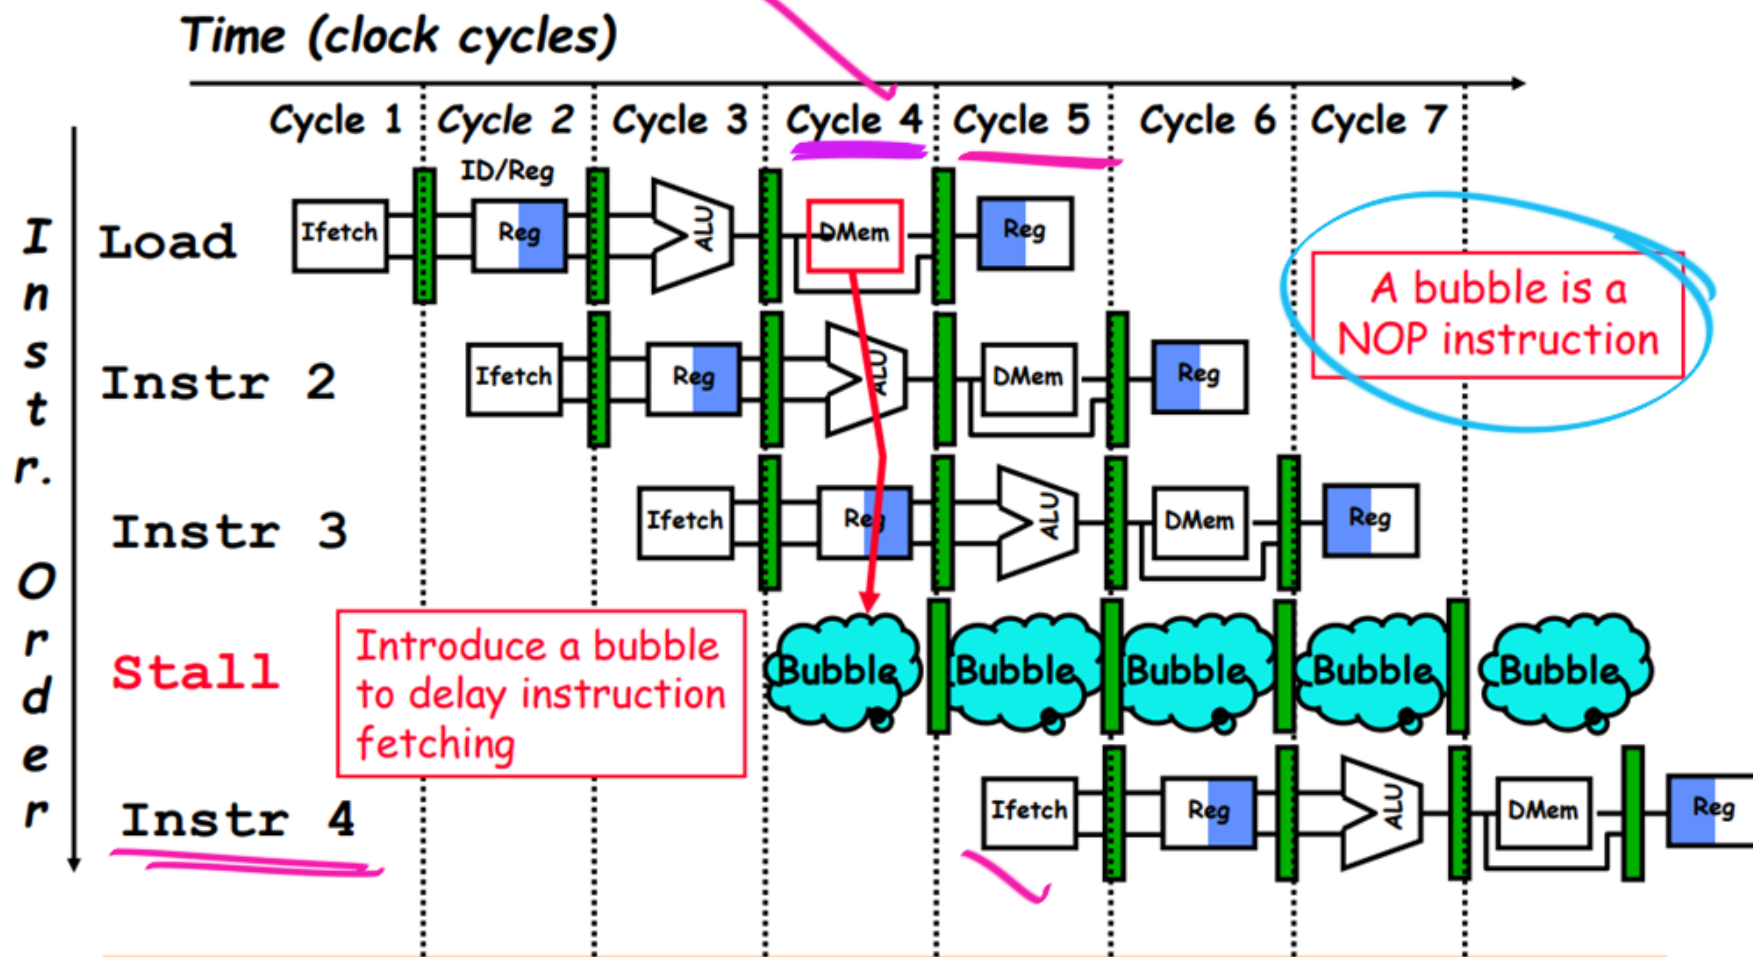 Time (clock cycles)
Cycle 1 Cycle 2 Cycle 3 Cycle 4 Cycle 5 Cycle 6 Cycle 7
Instr. Order
ID/Reg
Load Ifetch Reg ALU DMem Reg
A bubble is a
NOP instruction
Instr 2 Ifetch Reg ALU DMem Reg
Instr 3 Ifetch Reg ALU DMem Reg
Stall Bubble Bubble Bubble Bubble Bubble
Introduce a bubble
to delay instruction
fetching
Instr 4 Ifetch Reg ALU DMem Reg